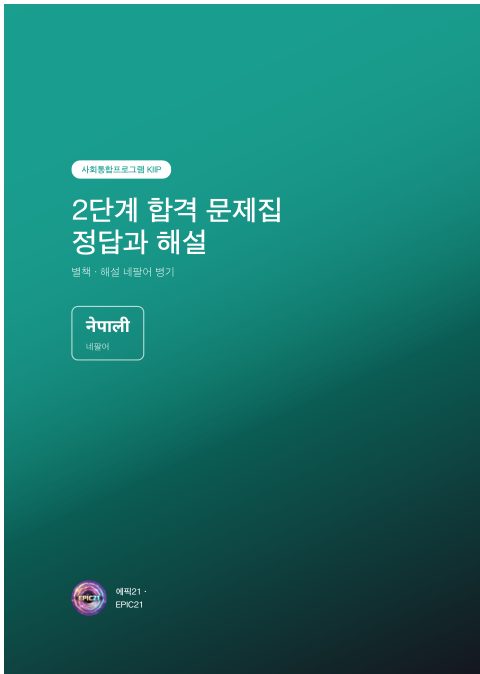 사회통합프로그램 KIIP
2단계 합격 문제집
정답과 해설
별책 · 해설 네팔어 병기
नेपाली
네팔어
EPIC21
에픽21 ·
EPIC21